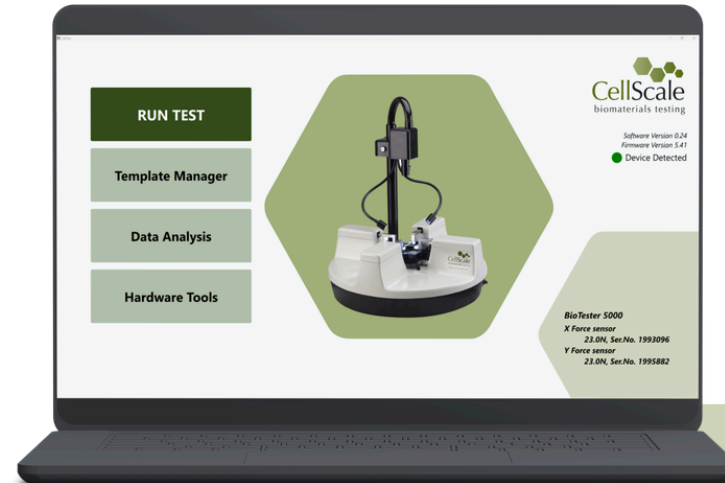 RUN TEST
Template Manager
Data Analysis
Hardware Tools
CellScale
CellScale
biomaterials testing
Software Version 0.24
Firmware Version 5.41
Device Detected
BioTester 5000
X Force sensor
23.0N, Ser.No. 1993096
Y Force sensor
23.0N, Ser.No. 1995882